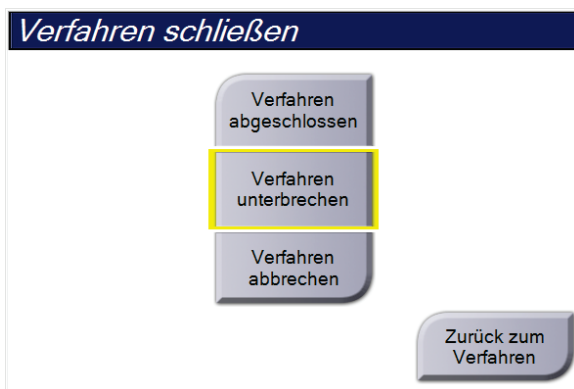 Verfahren schließen
Verfahren
abgeschlossen
Verfahren
unterbrechen
Verfahren
abbrechen
Zurück zum
Verfahren